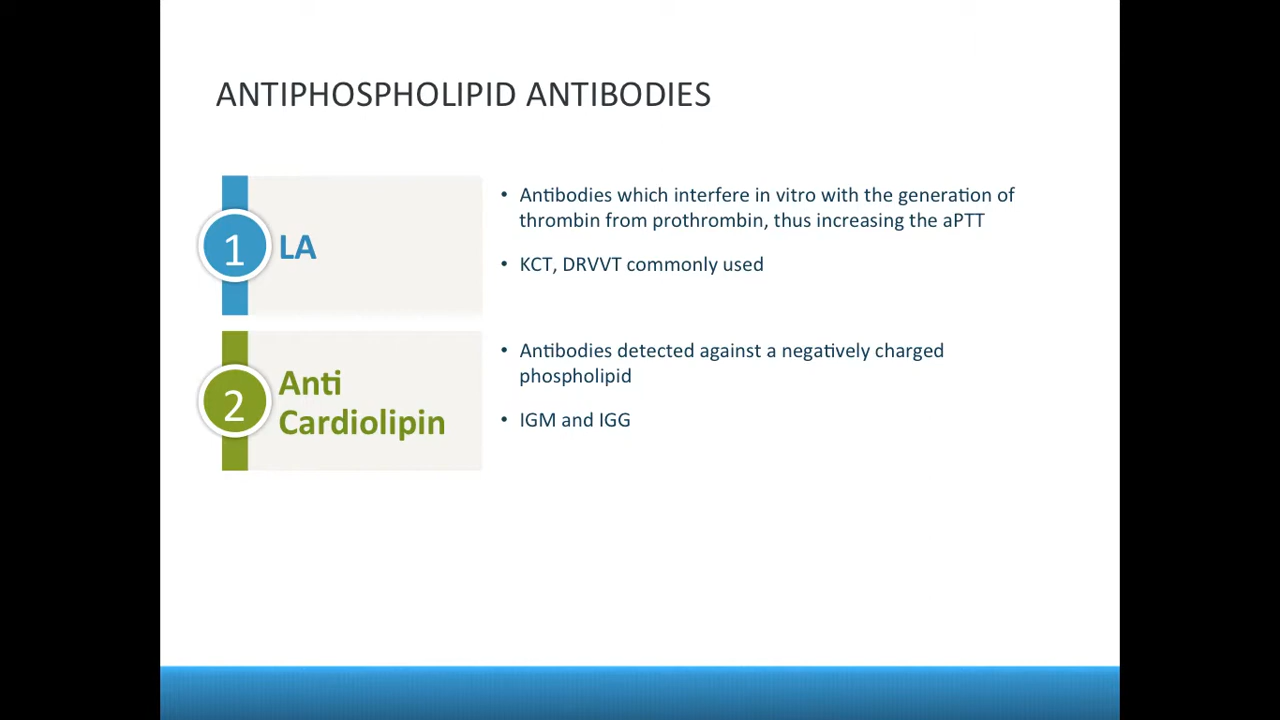 ANTIPHOSPHOLIPID ANTIBODIES
1
LA
• Antibodies which interfere in vitro with the generation of
thrombin from prothrombin, thus increasing the aPTT
• KCT, DRVVT commonly used
2
Anti
Cardiolipin
• Antibodies detected against a negatively charged
phospholipid
• IGM and IGG